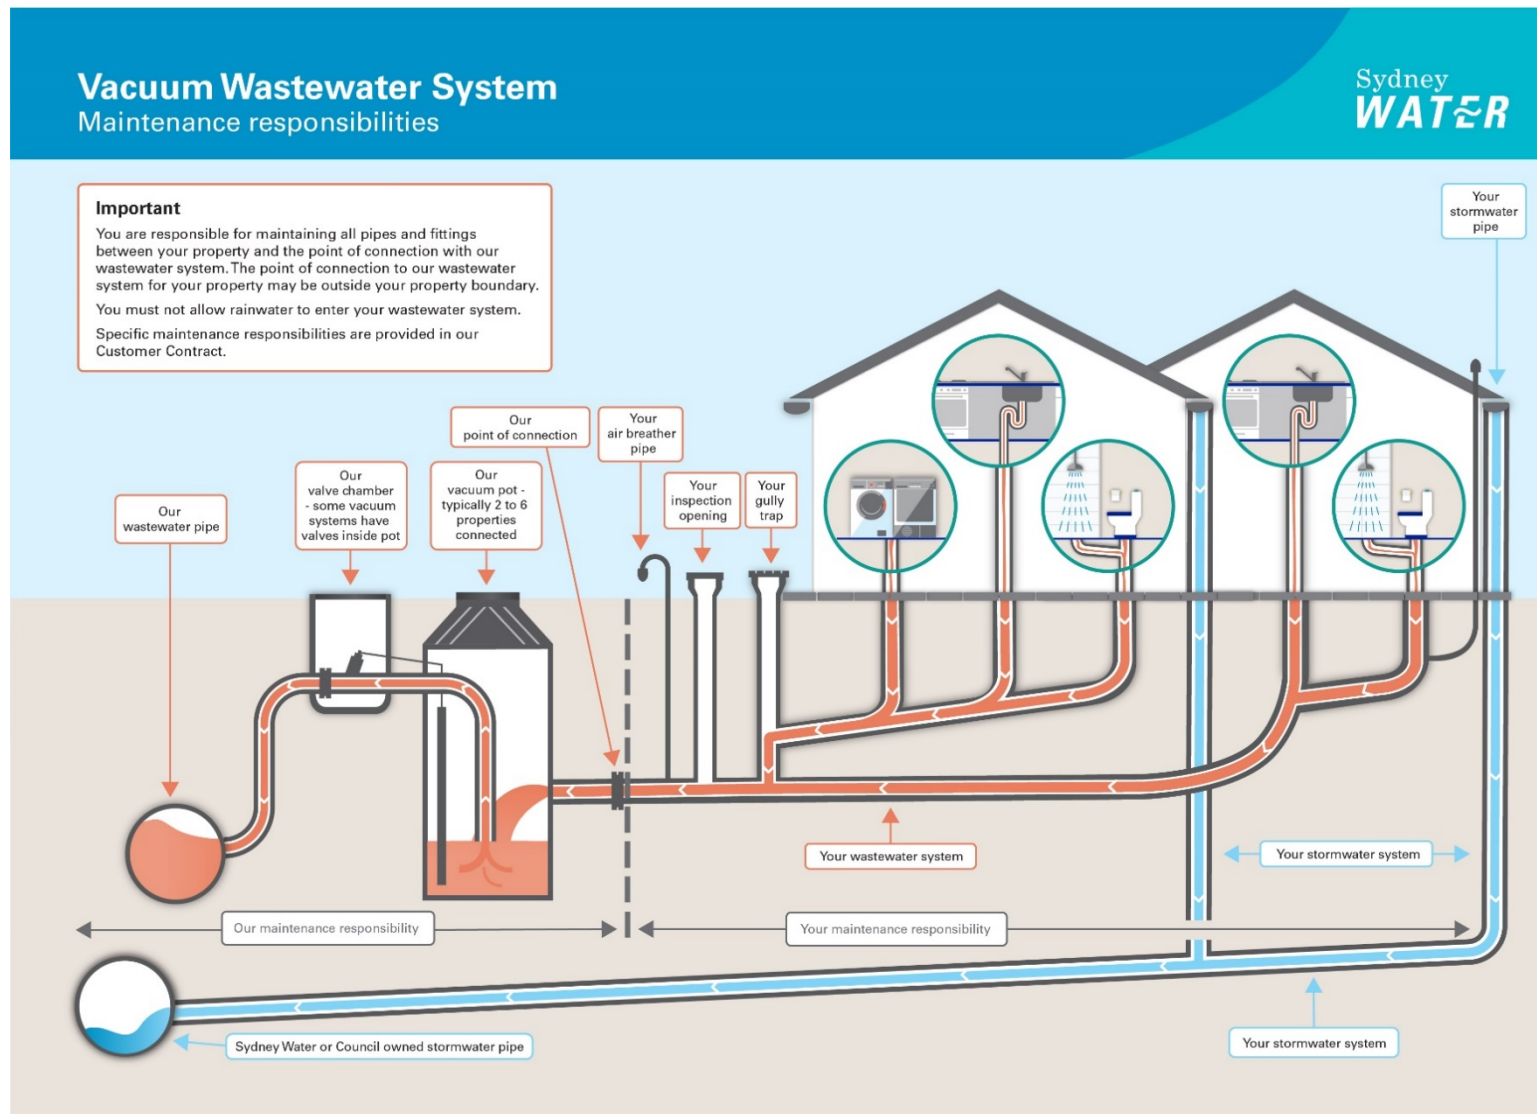 Vacuum Wastewater System
Maintenance responsibilities
Sydney
WATER
Important
You are responsible for maintaining all pipes and fittings
between your property and the point of connection with our
wastewater system. The point of connection to our wastewater
system for your property may be outside your property boundary.
You must not allow rainwater to enter your wastewater system.
Specific maintenance responsibilities are provided in our
Customer Contract.
Your
stormwater
pipe
Our
point of connection
Your
air breather
pipe
Our
wastewater pipe
Our
valve chamber
- some vacuum
systems have
valves inside pot
Our
vacuum pot -
typically 2 to 6
properties
connected
Your
inspection
opening
Your
gully
trap
Your wastewater system
Your stormwater system
Our maintenance responsibility
Your maintenance responsibility
Sydney Water or Council owned stormwater pipe
Your stormwater system